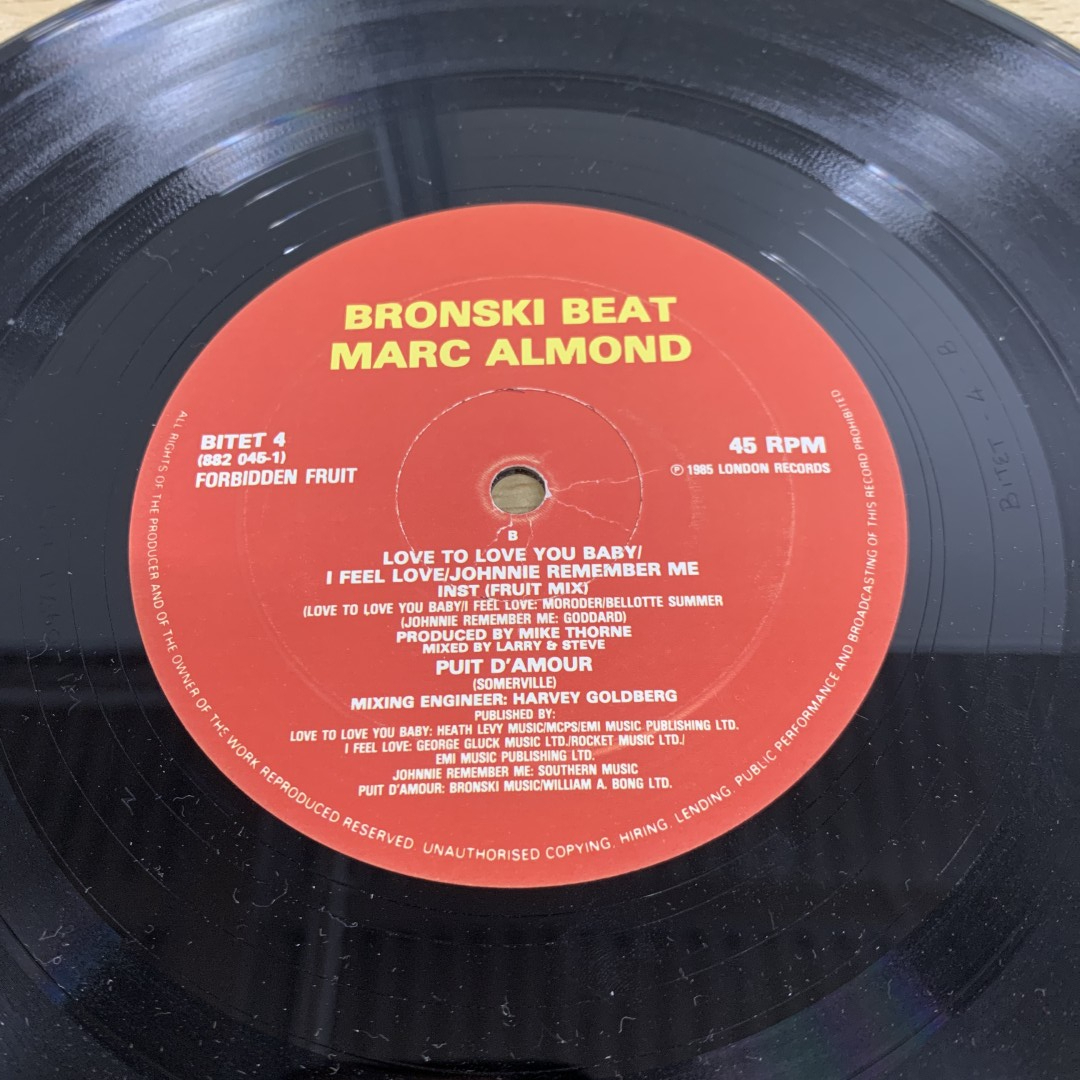 BRONSKI BEAT
MARC ALMOND
BITET 4
(882 045-1)
FORBIDDEN FRUIT
45 RPM
Ⓟ 1985 LONDON RECORDS
B
LOVE TO LOVE YOU BABY/
I FEEL LOVE/JOHNNIE REMEMBER ME
INST (FRUIT MIX)
(LOVE TO LOVE YOU BABY/I FEEL LOVE: MORODER/BELLOTTE SUMMER
(JOHNNIE REMEMBER ME: GODDARD)
PRODUCED BY MIKE THORNE
MIXED BY LARRY & STEVE
PUIT D'AMOUR
(SOMERVILLE)
MIXING ENGINEER: HARVEY GOLDBERG
PUBLISHED BY:
LOVE TO LOVE YOU BABY: HEATH LEVY MUSIC/MCPS/EMI MUSIC PUBLISHING LTD.
I FEEL LOVE: GEORGE GLUCK MUSIC LTD./ROCKET MUSIC LTD./
EMI MUSIC PUBLISHING LTD.
JOHNNIE REMEMBER ME: SOUTHERN MUSIC
PUIT D'AMOUR: BRONSKI MUSIC/WILLIAM A. BONG LTD.
ALL RIGHTS OF THE PRODUCER AND OF THE OWNER OF THE WORK REPRODUCED RESERVED. UNAUTHORISED COPYING, HIRING, LENDING, PUBLIC PERFORMANCE AND BROADCASTING OF THIS RECORD PROHIBITED
BITET - 4 - B